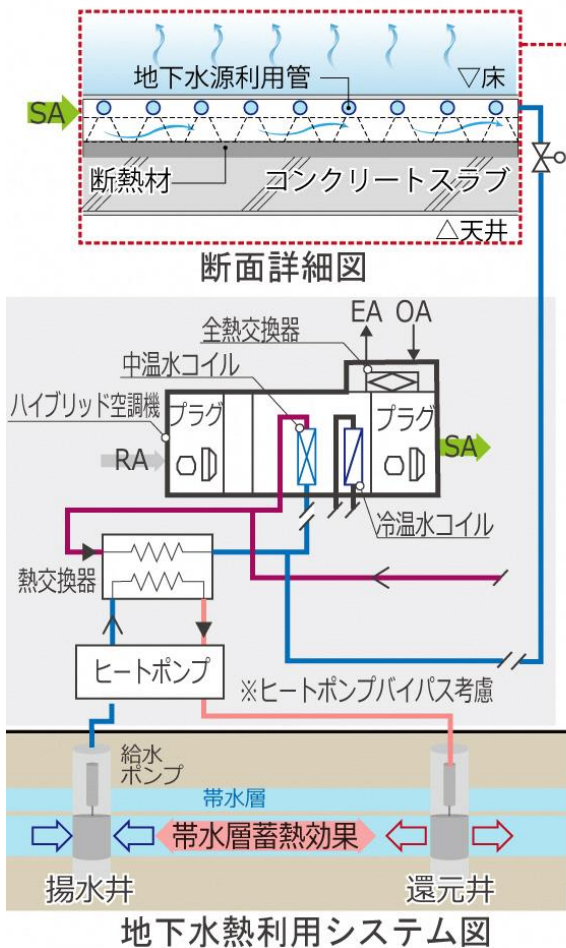 地下水源利用管
▽床
SA
断熱材
コンクリートスラブ
△天井
断面詳細図
EA OA
全熱交換器
中温水コイル
ハイブリッド空調機
プラグ
プラグ
RA
SA
冷温水コイル
熱交換器
ヒートポンプ
※ヒートポンプバイパス考慮
給水
ポンプ
帯水層
帯水層蓄熱効果
揚水井
還元井
地下水熱利用システム図